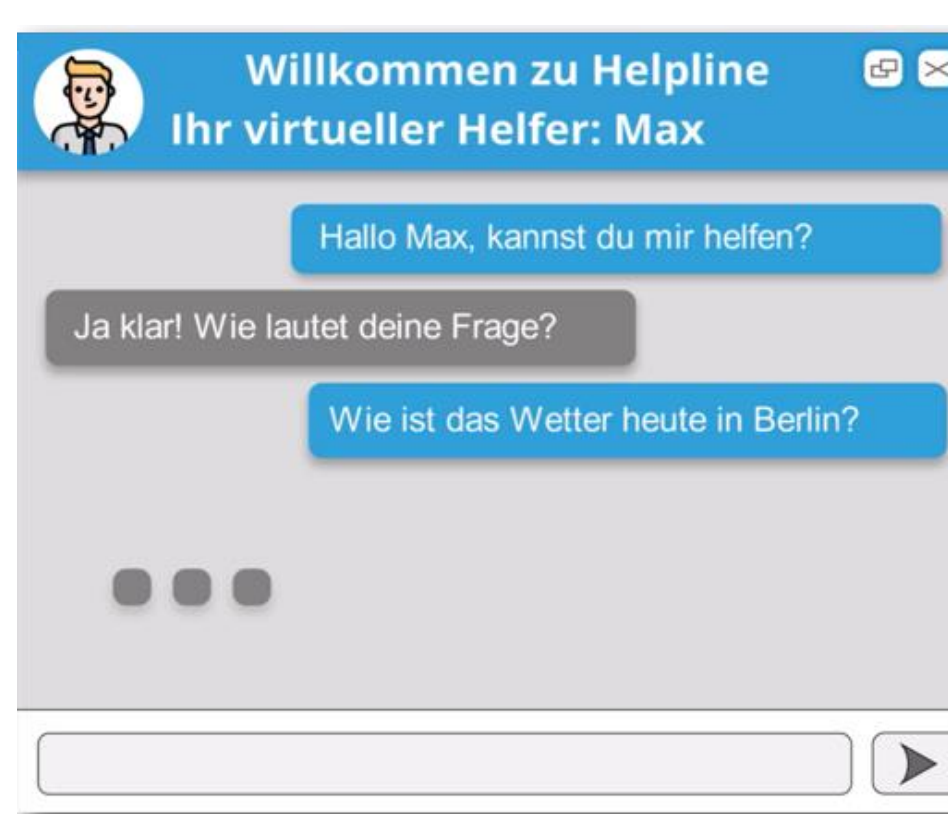 Willkommen zu Helpline
Ihr virtueller Helfer: Max
Hallo Max, kannst du mir helfen?
Ja klar! Wie lautet deine Frage?
Wie ist das Wetter heute in Berlin?